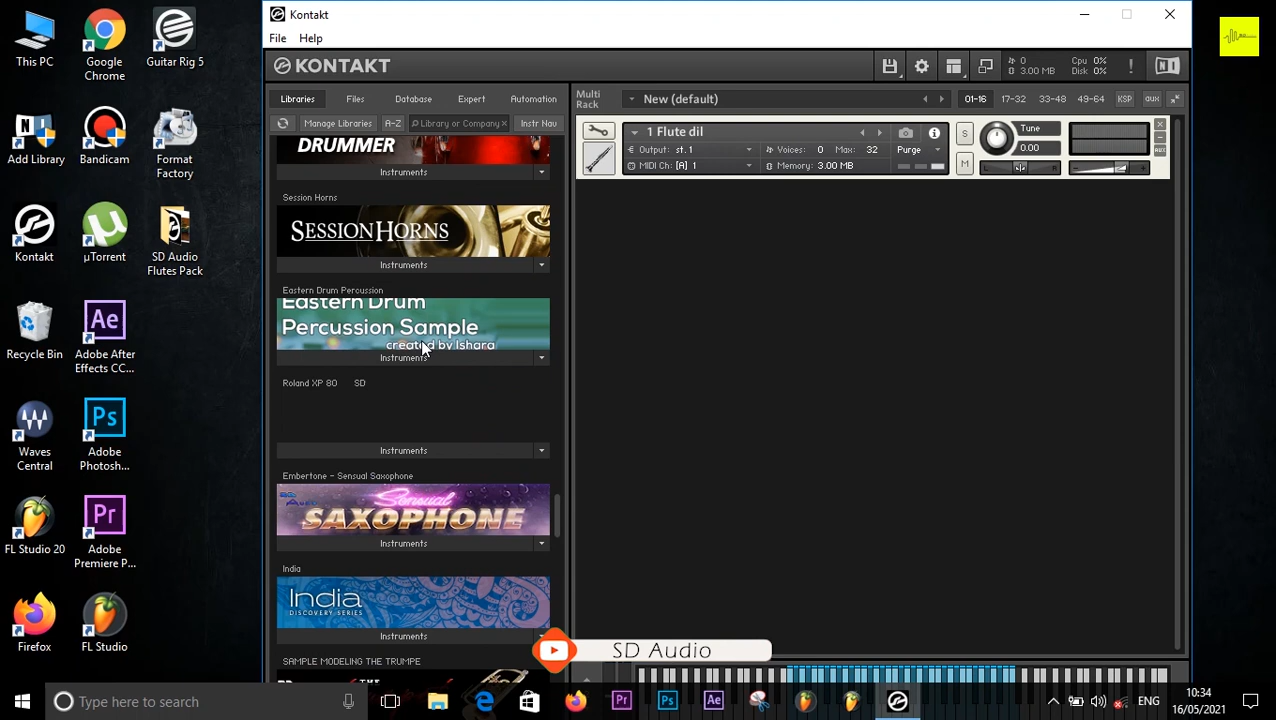 Kontakt
File Help
KONTAKT
0
3.00 MB
Cpu 0%
Disk 0%
!
Libraries Files Database Expert Automation
Manage Libraries A-Z Library or Company × Instr Nav
Multi Rack
New (default)
01-16 17-32 33-48 49-64 KSP aux
1 Flute dil
Output: st. 1 Voices: 0 Max: 32 Purge
MIDI Ch: [A] 1 Memory: 3.00 MB
S
M
Tune
0.00
L R
AUX
DRUMMER
Instruments
Session Horns
SESSION HORNS
Instruments
Eastern Drum Percussion
Eastern Drum
Percussion Sample
created by Ishara
Instruments
Roland XP 80 SD
Instruments
Embertone - Sensual Saxophone
Sensual
SAXOPHONE
Instruments
India
India
DISCOVERY SERIES
Instruments
SAMPLE MODELING THE TRUMPE
THE
SD Audio
This PC
Google Chrome
Guitar Rig 5
Add Library
Bandicam
Format Factory
Kontakt
µTorrent
SD Audio Flutes Pack
Recycle Bin
Adobe After Effects CC...
Waves Central
Adobe Photosh...
FL Studio 20
Adobe Premiere P...
Firefox
FL Studio
Type here to search
ENG
10:34
16/05/2021